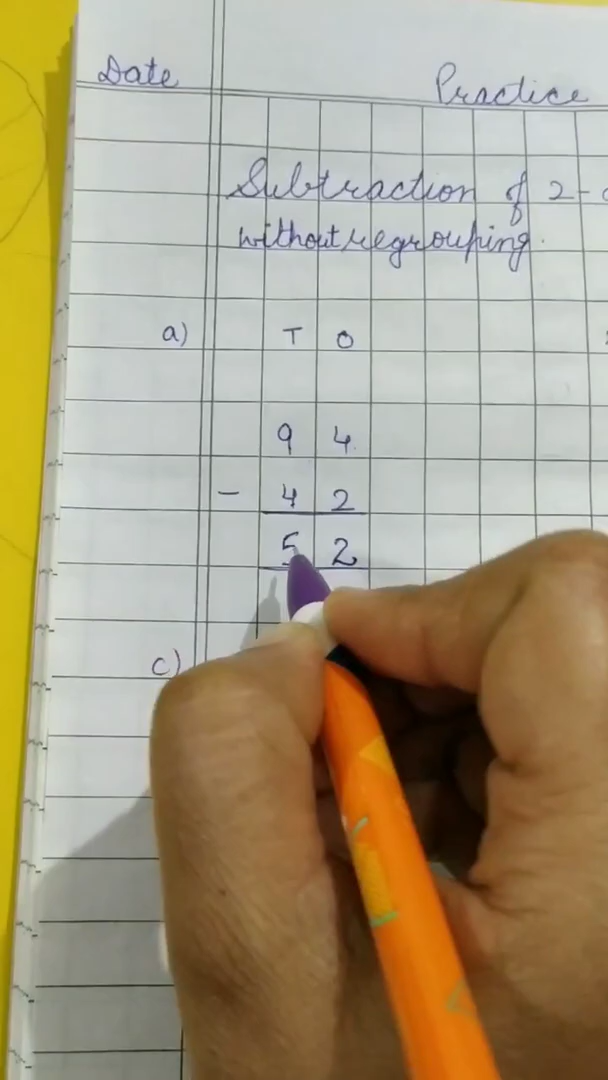 Date
Practice
Subtraction of 2-
without regrouping.
a) T O
9 4
- 4 2
5 2
c)